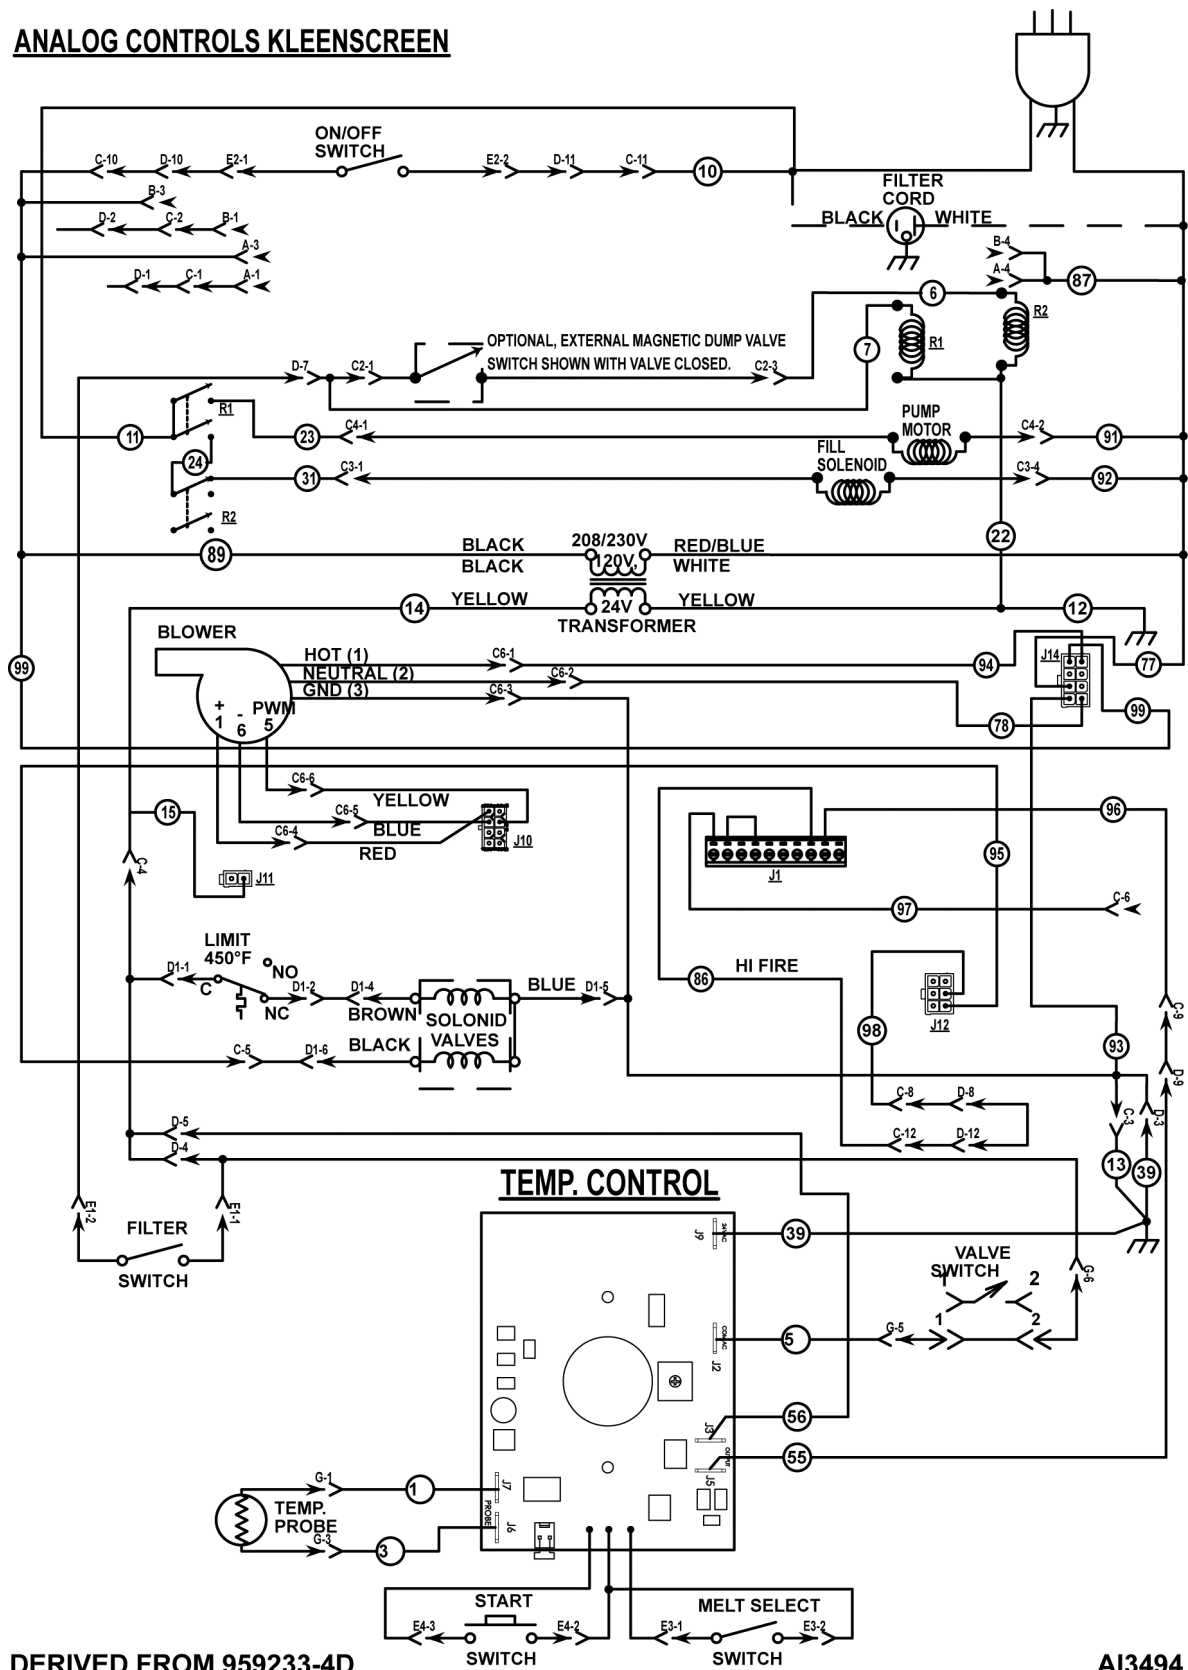 ANALOG CONTROLS KLEENSCREEN
ON/OFF
SWITCH
C-10 D-10 E2-1 E2-2 D-11 C-11 10
FILTER
CORD
BLACK WHITE
B-3
D-2 C-2 B-1
A-3
D-1 C-1 A-1
B-4
A-4 87
6
R2
7 R1
OPTIONAL, EXTERNAL MAGNETIC DUMP VALVE
SWITCH SHOWN WITH VALVE CLOSED.
D-7 C2-1 C2-3
R1
PUMP
MOTOR
11 23 C4-1 C4-2 91
FILL
SOLENOID
24 31 C3-1 C3-4 92
R2
22
89 BLACK 208/230V RED/BLUE
BLACK 120V, WHITE
14 YELLOW 24V YELLOW 12
TRANSFORMER
BLOWER
HOT (1) C6-1 94 J14 77
NEUTRAL (2) C6-2
GND (3) C6-3
99
+ - PWM
1 6 5
78 99
C6-6
YELLOW
15 C6-5
BLUE
C6-4
RED
J10
96
95
C-4
J11
J1
97 C-6
LIMIT
450°F
NO
D1-1 C
NC
D1-2 D1-4
BROWN
BLUE D1-5
SOLONID
VALVES
BLACK
C-5 D1-6
86 HI FIRE
J12
98
C-9
93
D-9
C-8 D-8
C-3 D-3
C-12 D-12
13 39
D-5
D-4
E1-2 E1-1
FILTER
SWITCH
TEMP. CONTROL
J9 24VAC 39
VALVE
SWITCH
1 2
G-6
COM AC
J2
5 G-5 1 2
56
J3
OUTPUT
J5
55
G-1 1 J7
TEMP.
PROBE
PROBE
G-3 3 J6
START
E4-3 E4-2
SWITCH
MELT SELECT
E3-1 E3-2
SWITCH
DERIVED FROM 959233-4D
AI3494